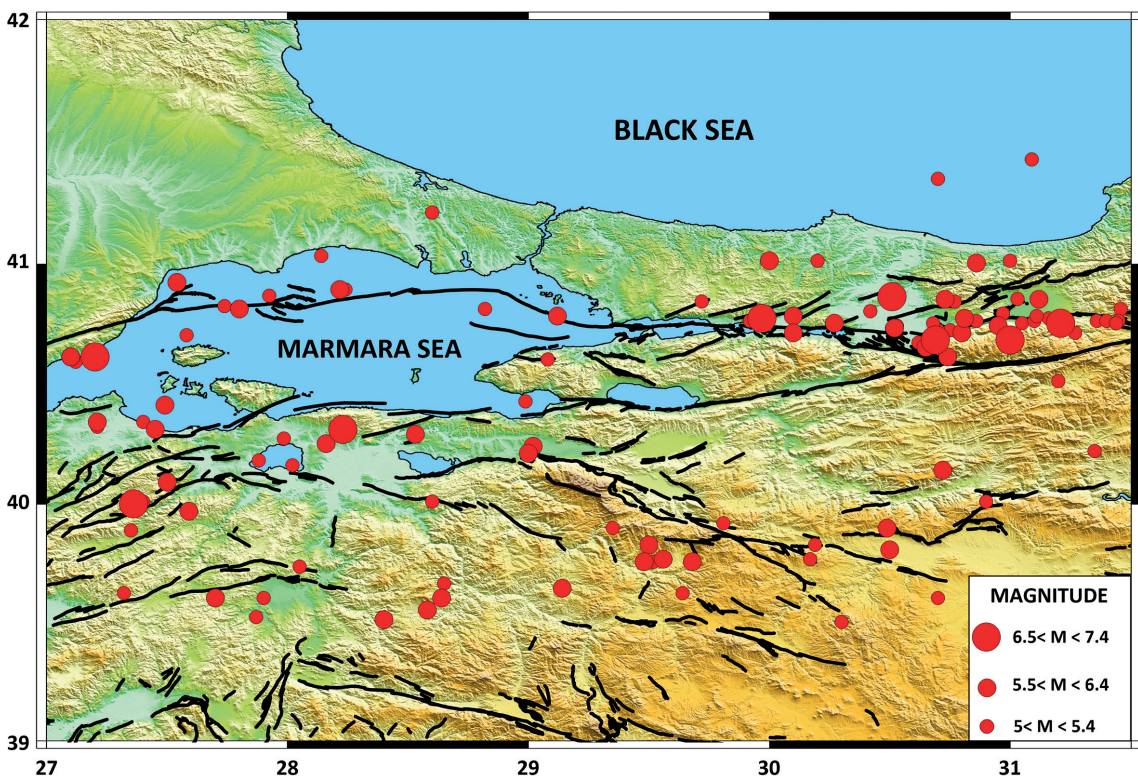 42
BLACK SEA
41
MARMARA SEA
40
MAGNITUDE
6.5< M < 7.4
5.5< M < 6.4
5< M < 5.4
39
27 28 29 30 31